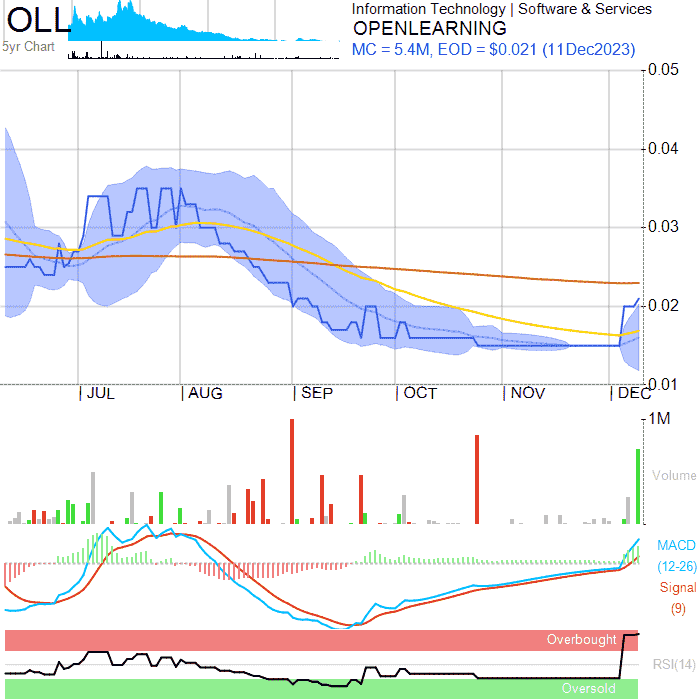 OLL
5yr Chart
Information Technology | Software & Services
OPENLEARNING
MC = 5.4M, EOD = $0.021 (11Dec2023)
0.05
0.04
0.03
0.02
0.01
| JUL | AUG | SEP | OCT | NOV | DEC
1M
Volume
MACD
(12-26)
Signal
(9)
Overbought
RSI(14)
Oversold